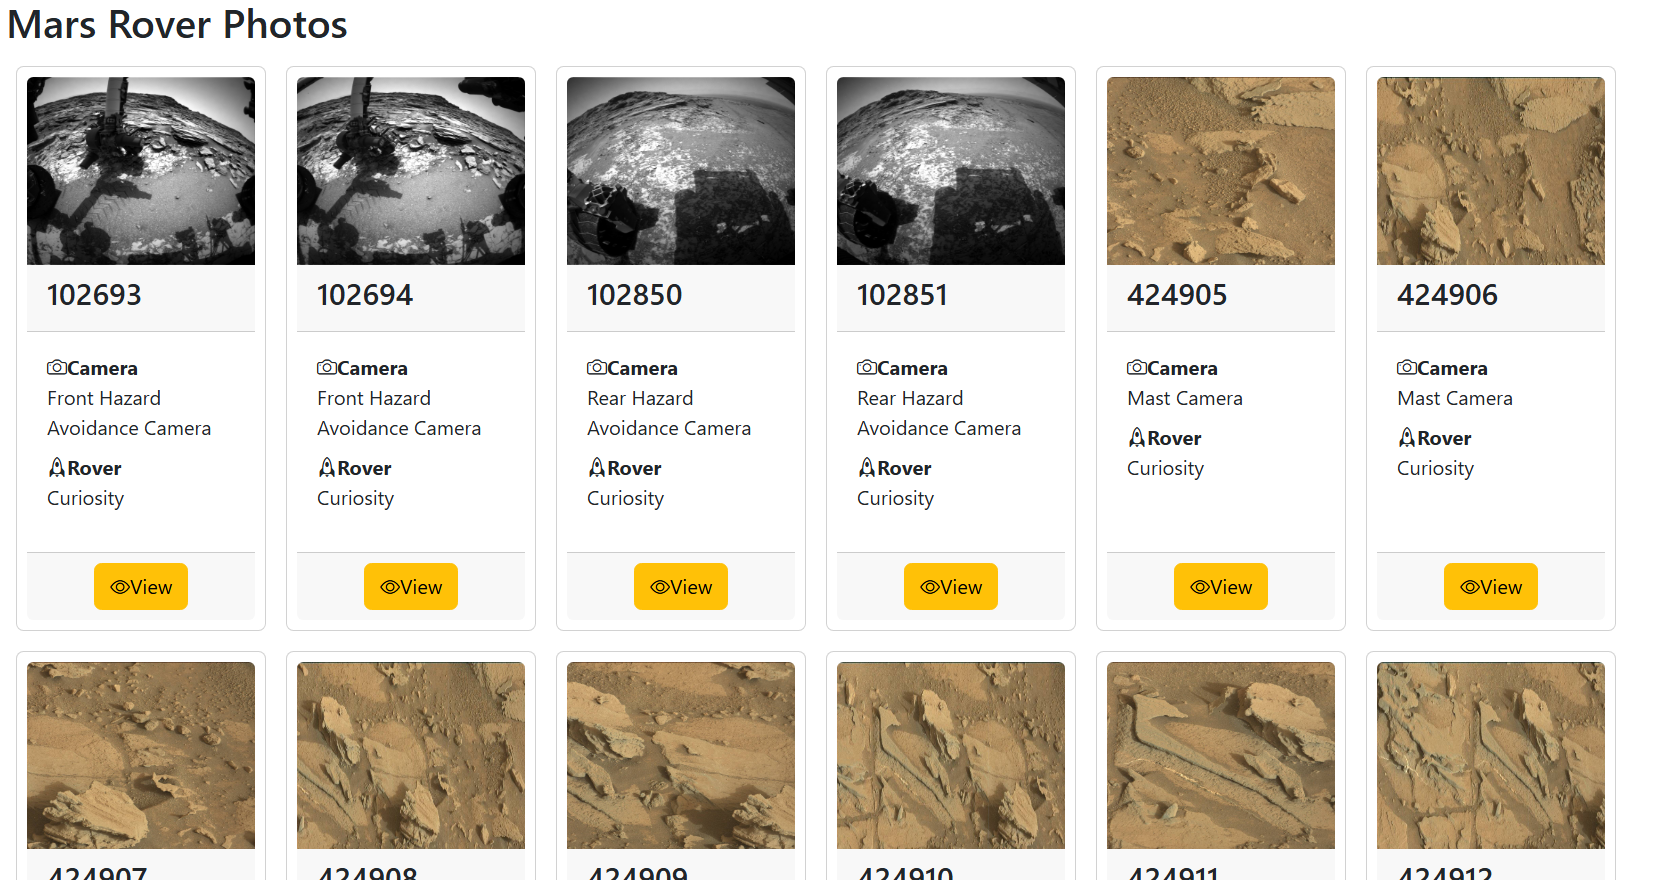 Mars Rover Photos
102693
Camera
Front Hazard
Avoidance Camera
Rover
Curiosity
View
102694
Camera
Front Hazard
Avoidance Camera
Rover
Curiosity
View
102850
Camera
Rear Hazard
Avoidance Camera
Rover
Curiosity
View
102851
Camera
Rear Hazard
Avoidance Camera
Rover
Curiosity
View
424905
Camera
Mast Camera
Rover
Curiosity
View
424906
Camera
Mast Camera
Rover
Curiosity
View
424907
424908
424909
424910
424911
424912